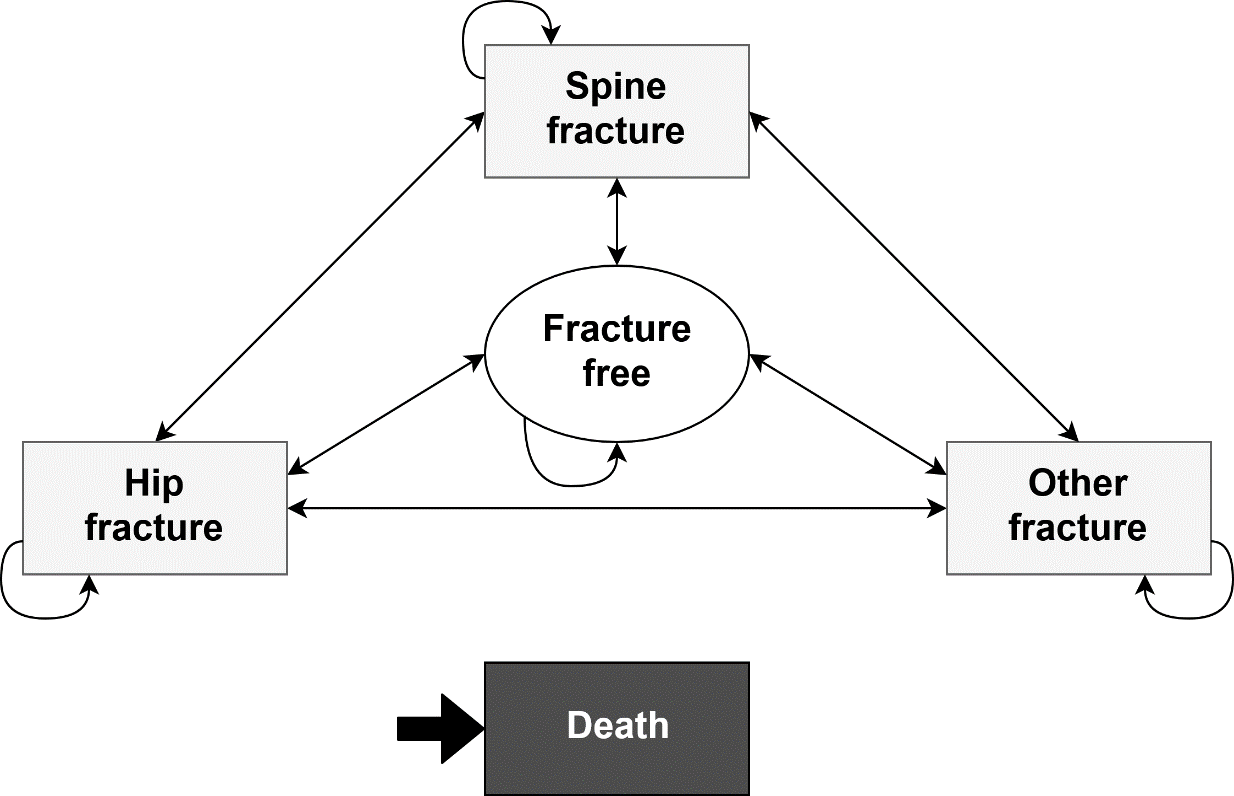 Spine
fracture
Fracture
free
Hip
fracture
Other
fracture
Death